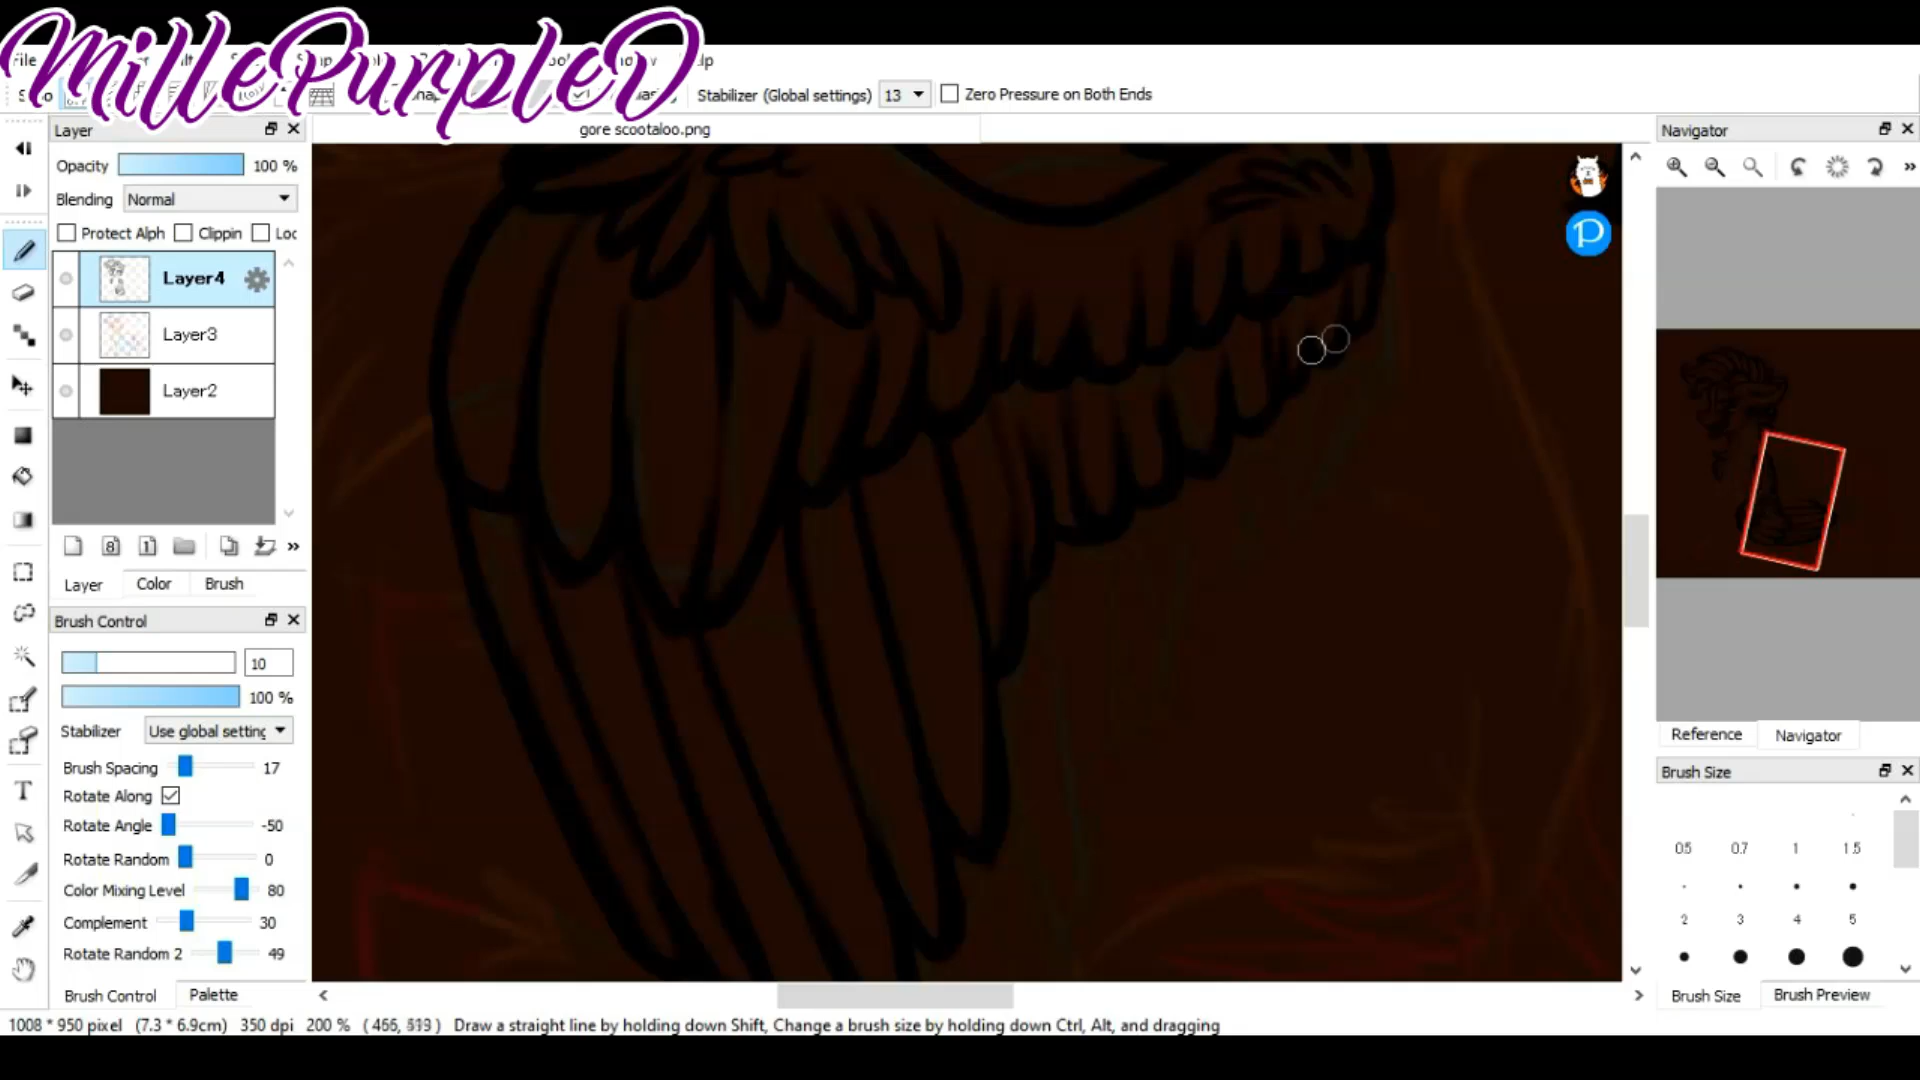 MillePurpleD
File
Stabilizer (Global settings) 13 Zero Pressure on Both Ends
Layer
gore scootaloo.png
Navigator
Opacity 100 %
Blending Normal
Protect Alph Clippin Loc
Layer4
Layer3
Layer2
8 1
Layer Color Brush
Brush Control
10
100 %
Stabilizer Use global setting
Brush Spacing 17
Rotate Along
Rotate Angle -50
Rotate Random 0
Color Mixing Level 80
Complement 30
Rotate Random 2 49
Brush Control Palette
Reference Navigator
Brush Size
0.5 0.7 1 1.5
2 3 4 5
Brush Size Brush Preview
T
P
1008 * 950 pixel (7.3 * 6.9cm) 350 dpi 200 % Draw a straight line by holding down Shift, Change a brush size by holding down Ctrl, Alt, and dragging